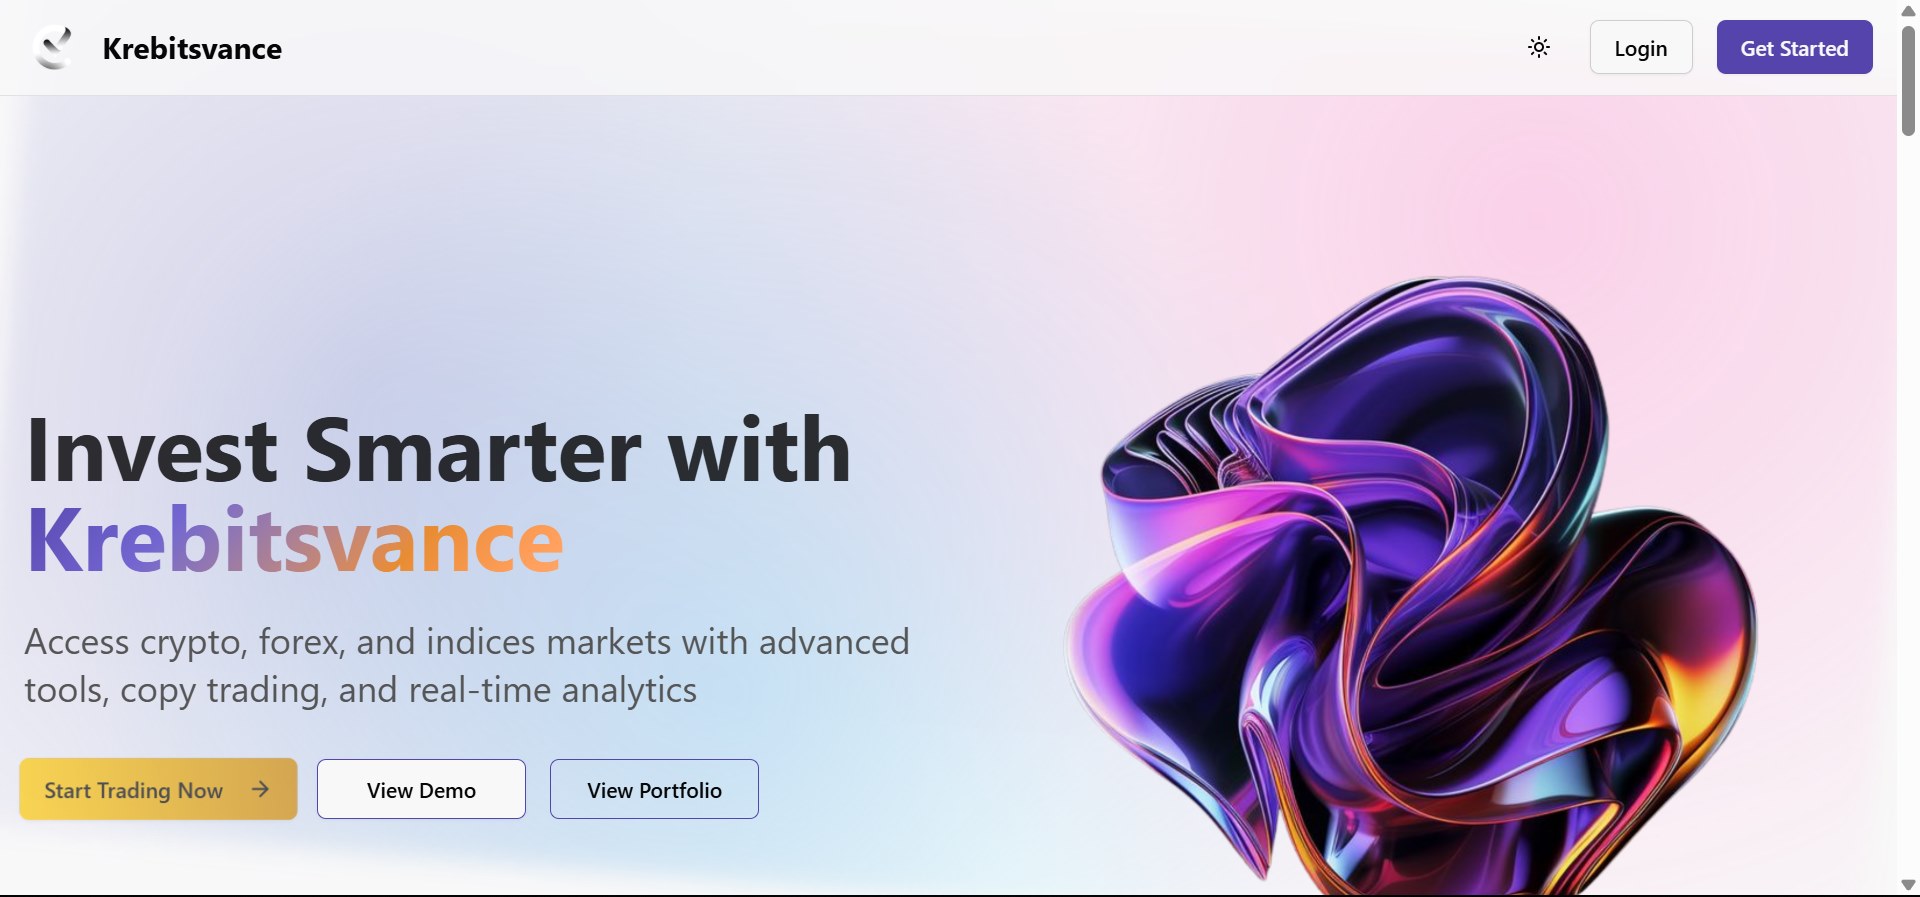 Krebitsvance
Login
Get Started
Invest Smarter with
Krebitsvance
Access crypto, forex, and indices markets with advanced
tools, copy trading, and real-time analytics
Start Trading Now
View Demo
View Portfolio